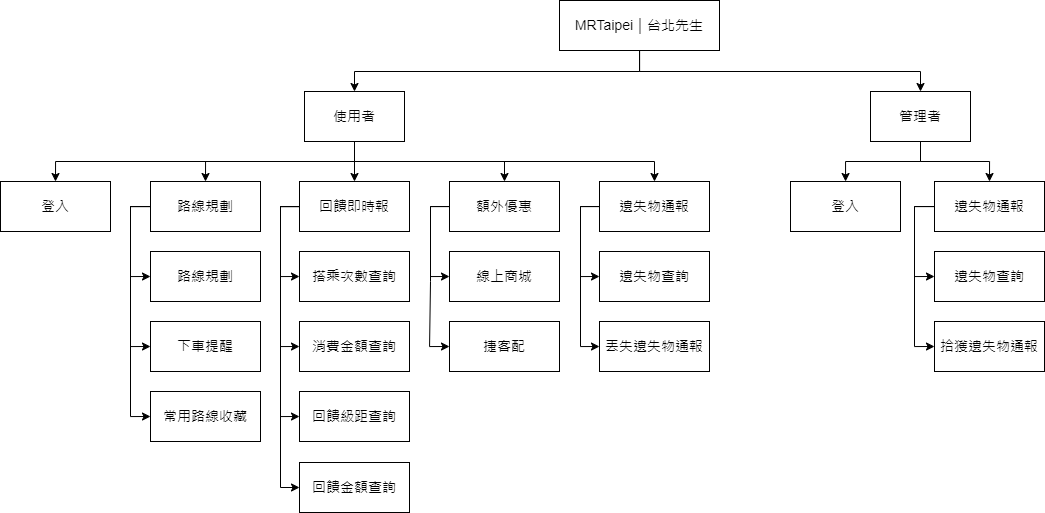 MRTaipei｜台北先生
使用者
管理者
登入
路線規劃
回饋即時報
額外優惠
遺失物通報
登入
遺失物通報
路線規劃
搭乘次數查詢
線上商城
遺失物查詢
遺失物查詢
下車提醒
消費金額查詢
捷客配
丟失遺失物通報
拾獲遺失物通報
常用路線收藏
回饋級距查詢
回饋金額查詢